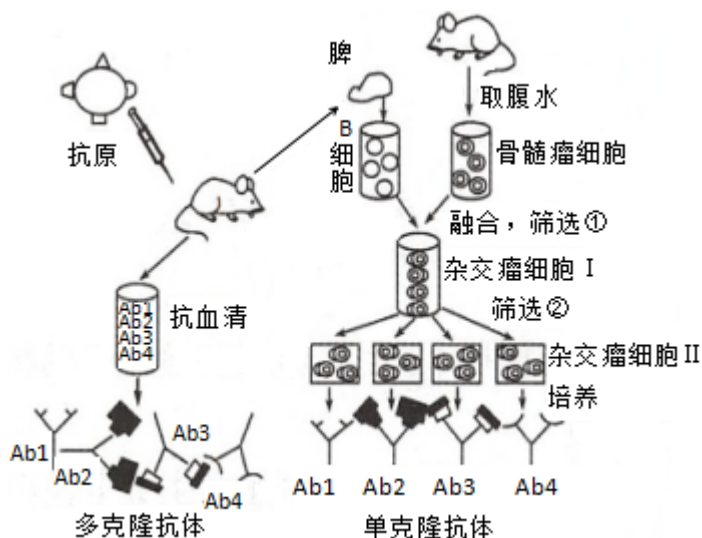 脾
取腹水
抗原
B
细
胞
骨髓瘤细胞
融合，筛选①
杂交瘤细胞Ⅰ
筛选②
抗血清
Ab1
Ab2
Ab3
Ab4
杂交瘤细胞II
培养
Ab1
Ab2
Ab3
Ab4
多克隆抗体
Ab1
Ab2
Ab3
Ab4
单克隆抗体